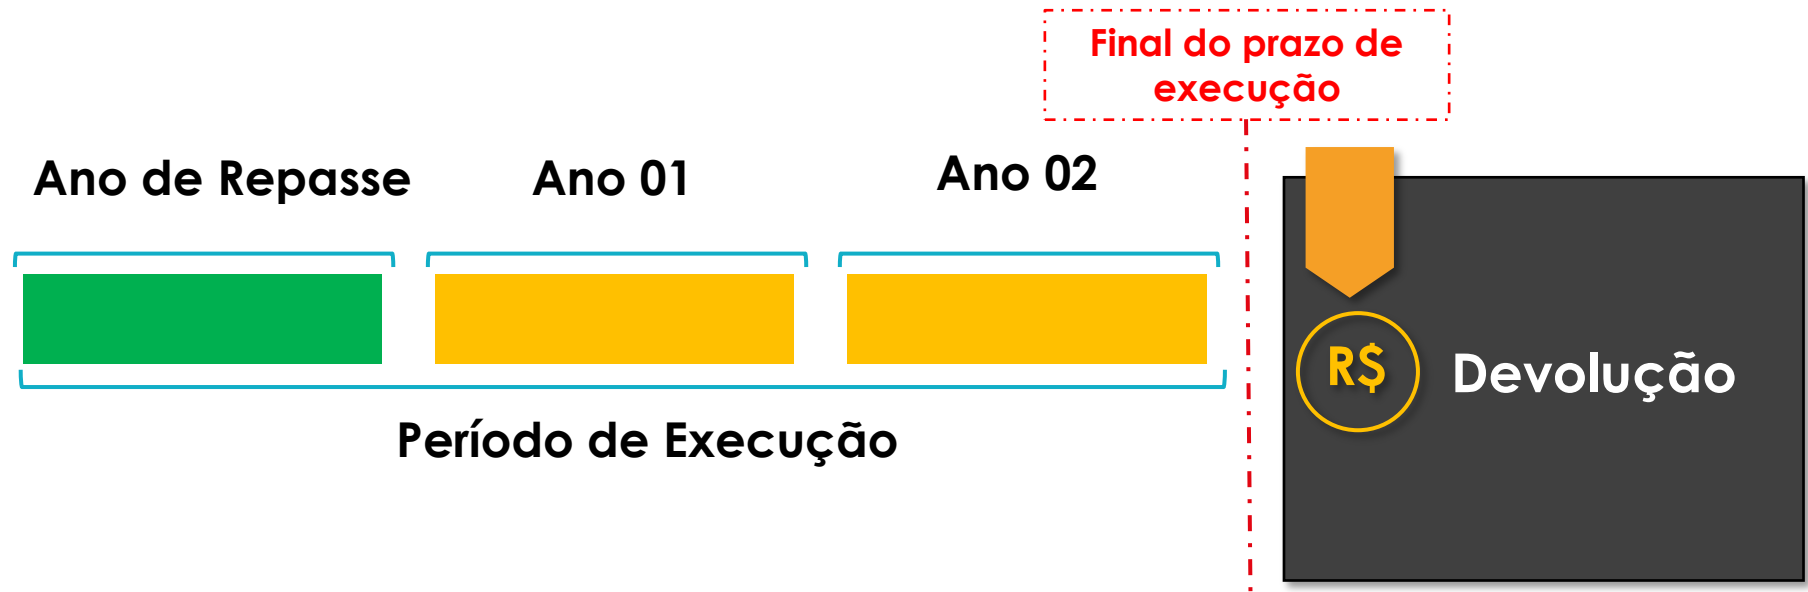 Final do prazo de
execução
Ano de Repasse
Ano 01
Ano 02
R$
Devolução
Período de Execução